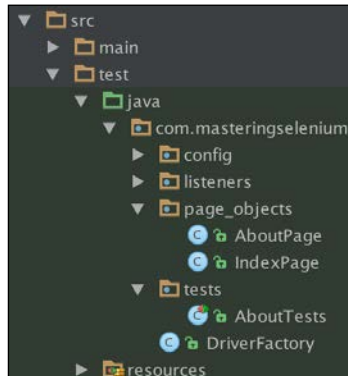 src
main
test
java
com.masteringselenium
config
listeners
page_objects
AboutPage
IndexPage
tests
AboutTests
DriverFactory
resources